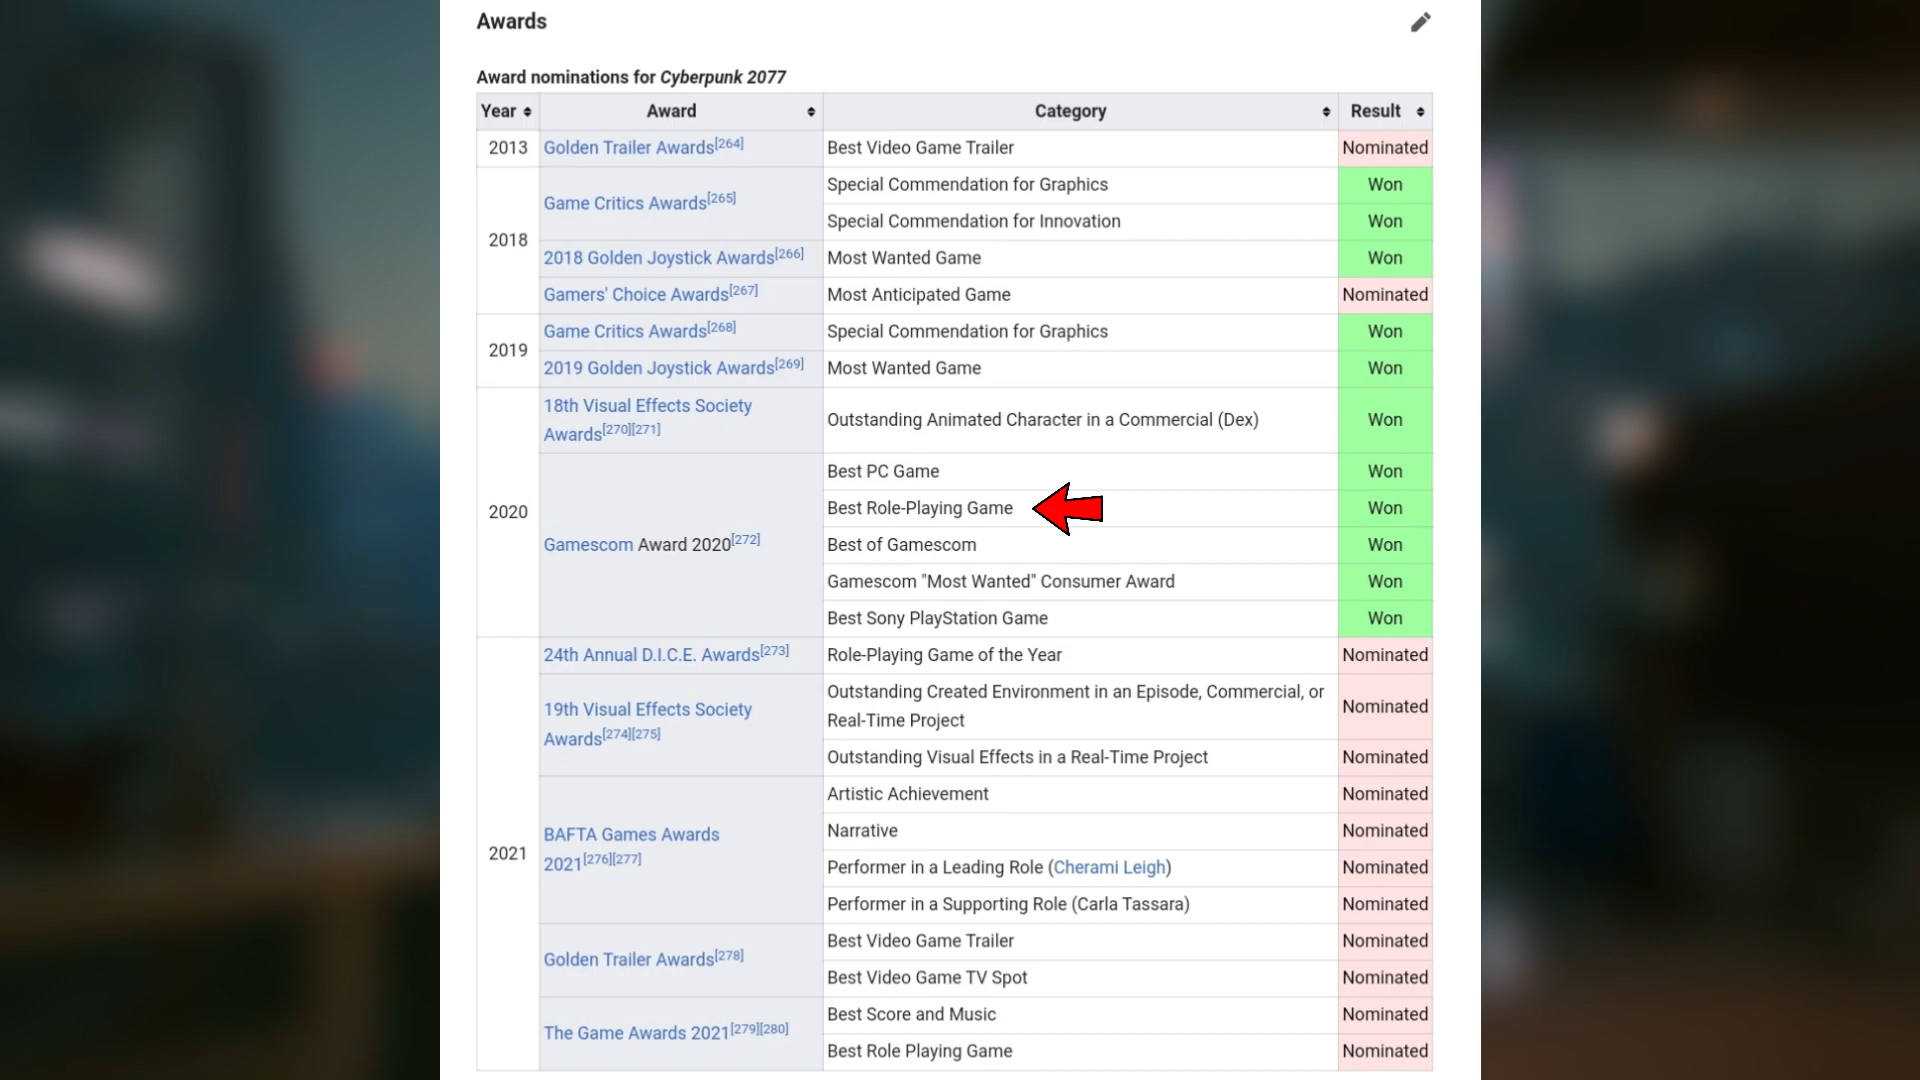 Awards
Award nominations for Cyberpunk 2077
Year Award Category Result
2013 Golden Trailer Awards[264] Best Video Game Trailer Nominated
2018 Game Critics Awards[265] Special Commendation for Graphics Won
Special Commendation for Innovation Won
2018 Golden Joystick Awards[266] Most Wanted Game Won
Gamers' Choice Awards[267] Most Anticipated Game Nominated
2019 Game Critics Awards[268] Special Commendation for Graphics Won
2019 Golden Joystick Awards[269] Most Wanted Game Won
2020 18th Visual Effects Society
Awards[270][271] Outstanding Animated Character in a Commercial (Dex) Won
Gamescom Award 2020[272] Best PC Game Won
Best Role-Playing Game Won
Best of Gamescom Won
Gamescom "Most Wanted" Consumer Award Won
Best Sony PlayStation Game Won
2021 24th Annual D.I.C.E. Awards[273] Role-Playing Game of the Year Nominated
19th Visual Effects Society
Awards[274][275] Outstanding Created Environment in an Episode, Commercial, or
Real-Time Project Nominated
Outstanding Visual Effects in a Real-Time Project Nominated
BAFTA Games Awards
2021[276][277] Artistic Achievement Nominated
Narrative Nominated
Performer in a Leading Role (Cherami Leigh) Nominated
Performer in a Supporting Role (Carla Tassara) Nominated
Golden Trailer Awards[278] Best Video Game Trailer Nominated
Best Video Game TV Spot Nominated
The Game Awards 2021[279][280] Best Score and Music Nominated
Best Role Playing Game Nominated